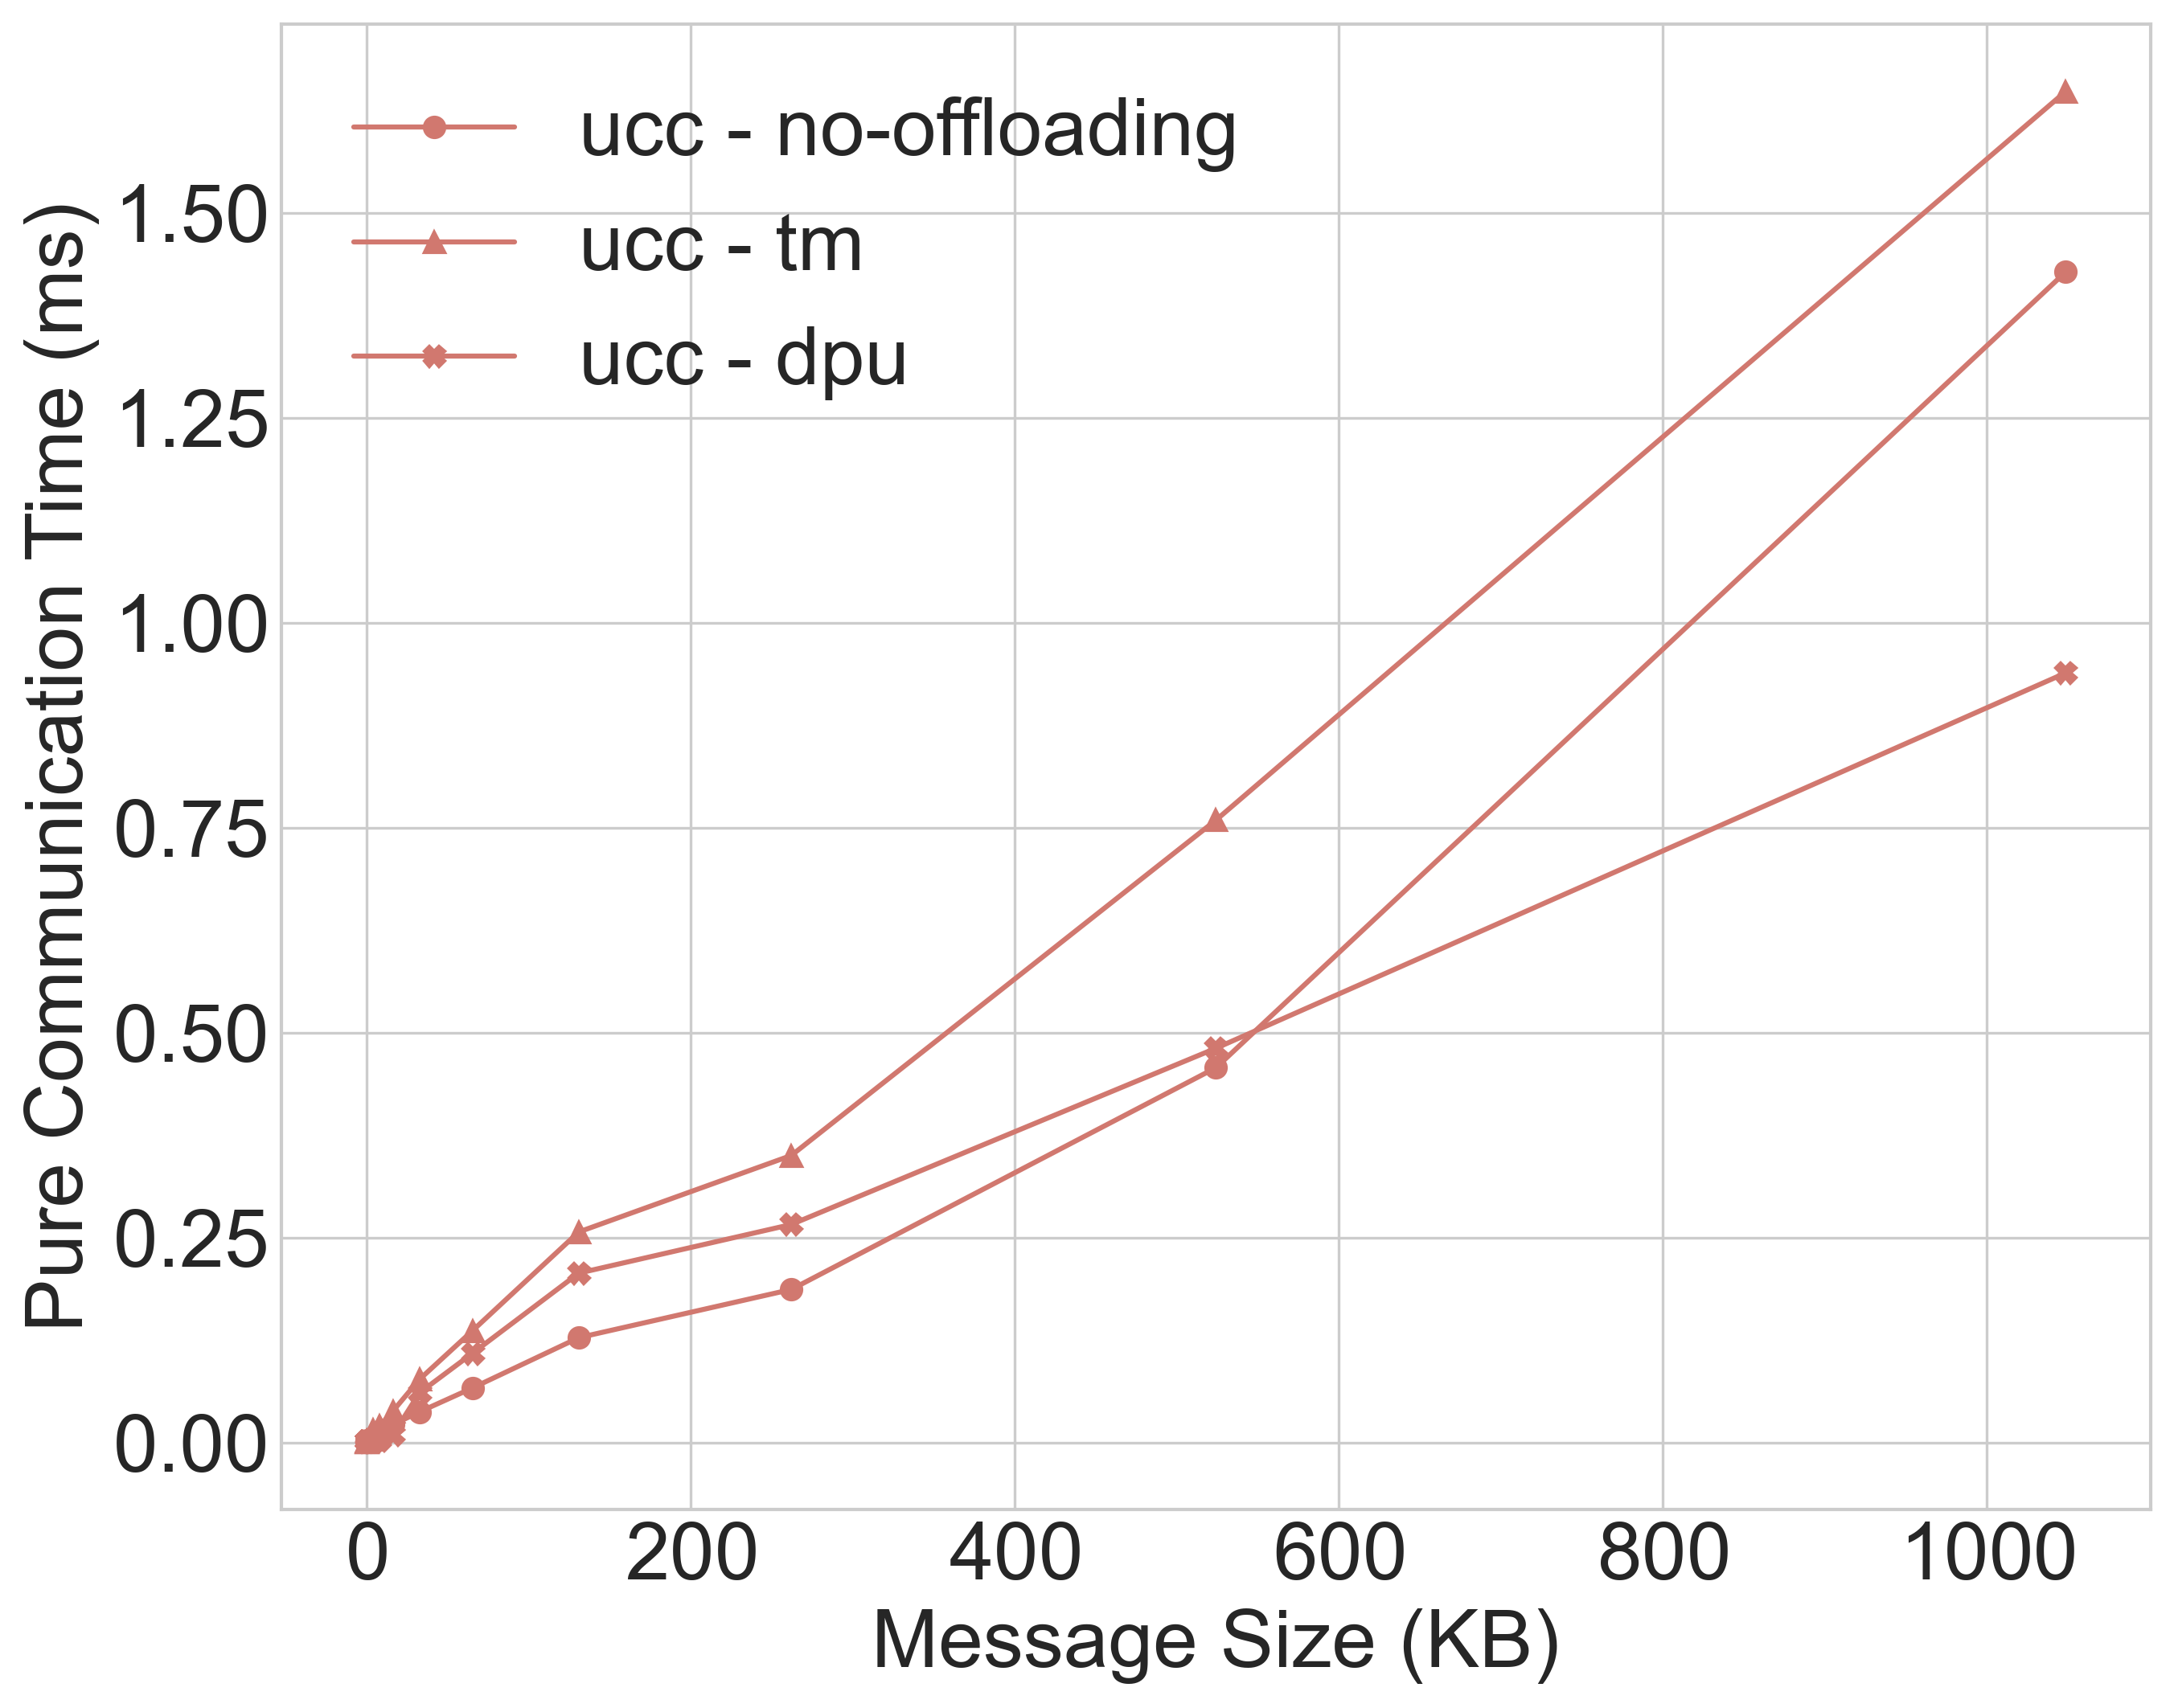 ucc - no-offloading
ucc - tm
ucc - dpu
Pure Communication Time (ms)
1.50
1.25
1.00
0.75
0.50
0.25
0.00
0 200 400 600 800 1000
Message Size (KB)